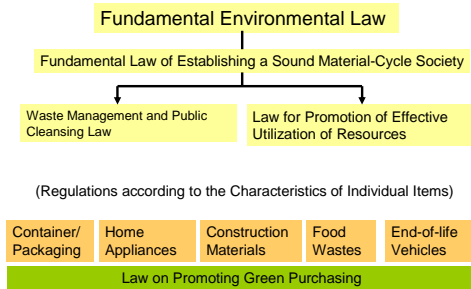 Fundamental Environmental Law
Fundamental Law of Establishing a Sound Material-Cycle Society
Waste Management and Public
Cleansing Law
Law for Promotion of Effective
Utilization of Resources
(Regulations according to the Characteristics of Individual Items)
Container/
Packaging
Home
Appliances
Construction
Materials
Food
Wastes
End-of-life
Vehicles
Law on Promoting Green Purchasing